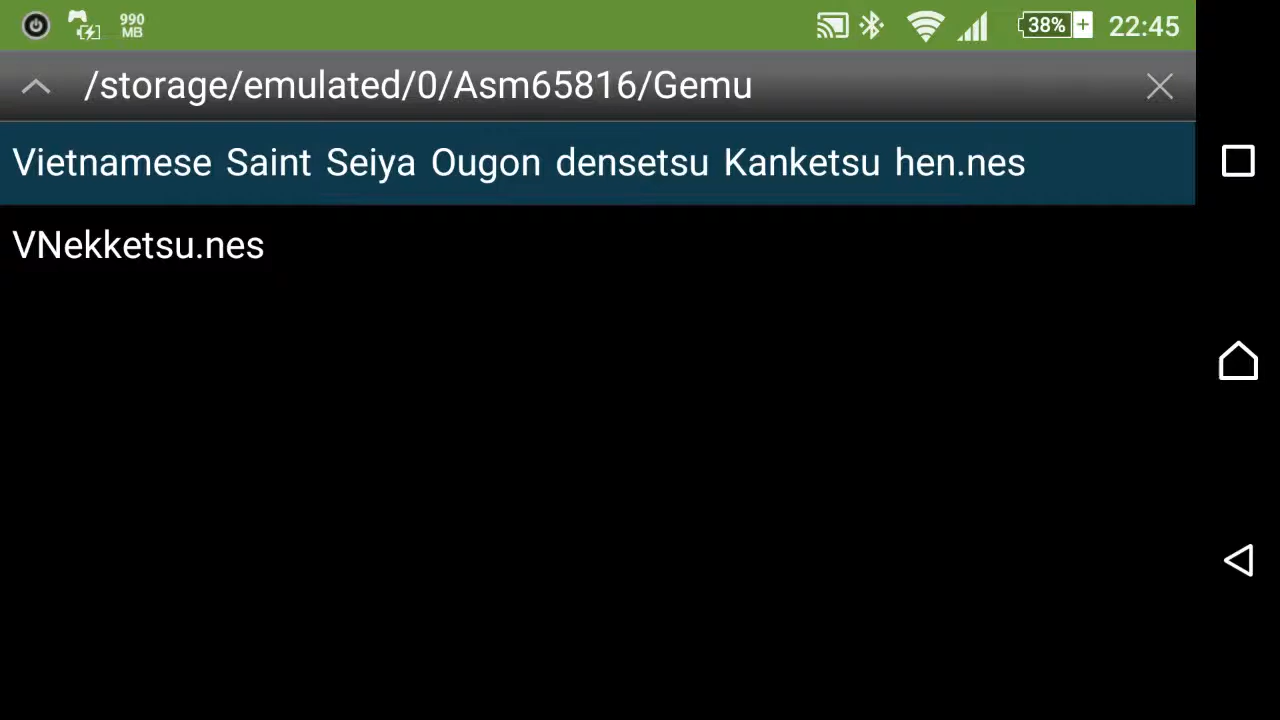 990
MB
38%
22:45
/storage/emulated/0/Asm65816/Gemu
Vietnamese Saint Seiya Ougon densetsu Kanketsu hen.nes
VNekketsu.nes